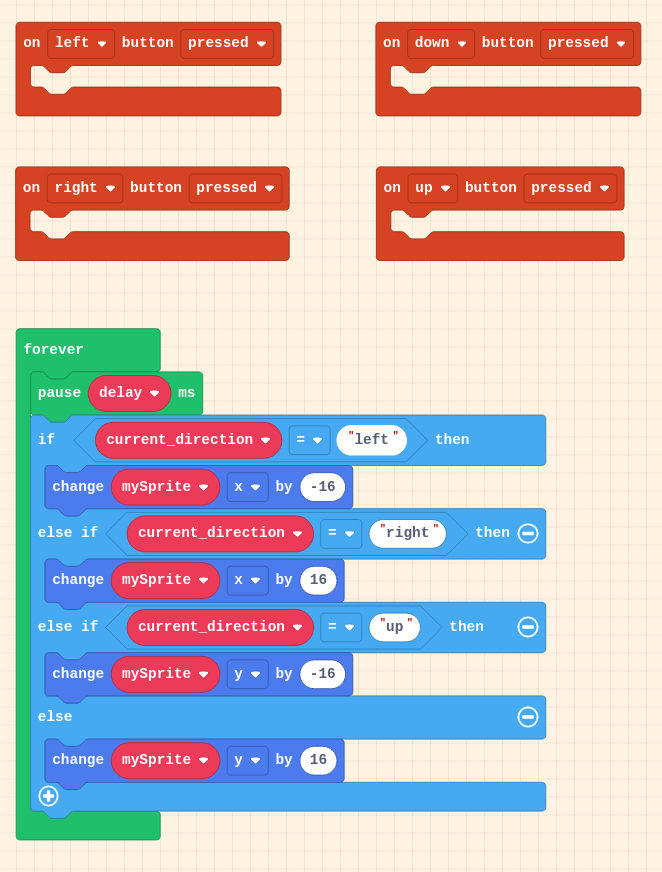 on left button pressed
on down button pressed
on right button pressed
on up button pressed
forever
pause delay ms
if current_direction = "left" then
change mySprite x by -16
else if current_direction = "right" then
change mySprite x by 16
else if current_direction = "up" then
change mySprite y by -16
else
change mySprite y by 16